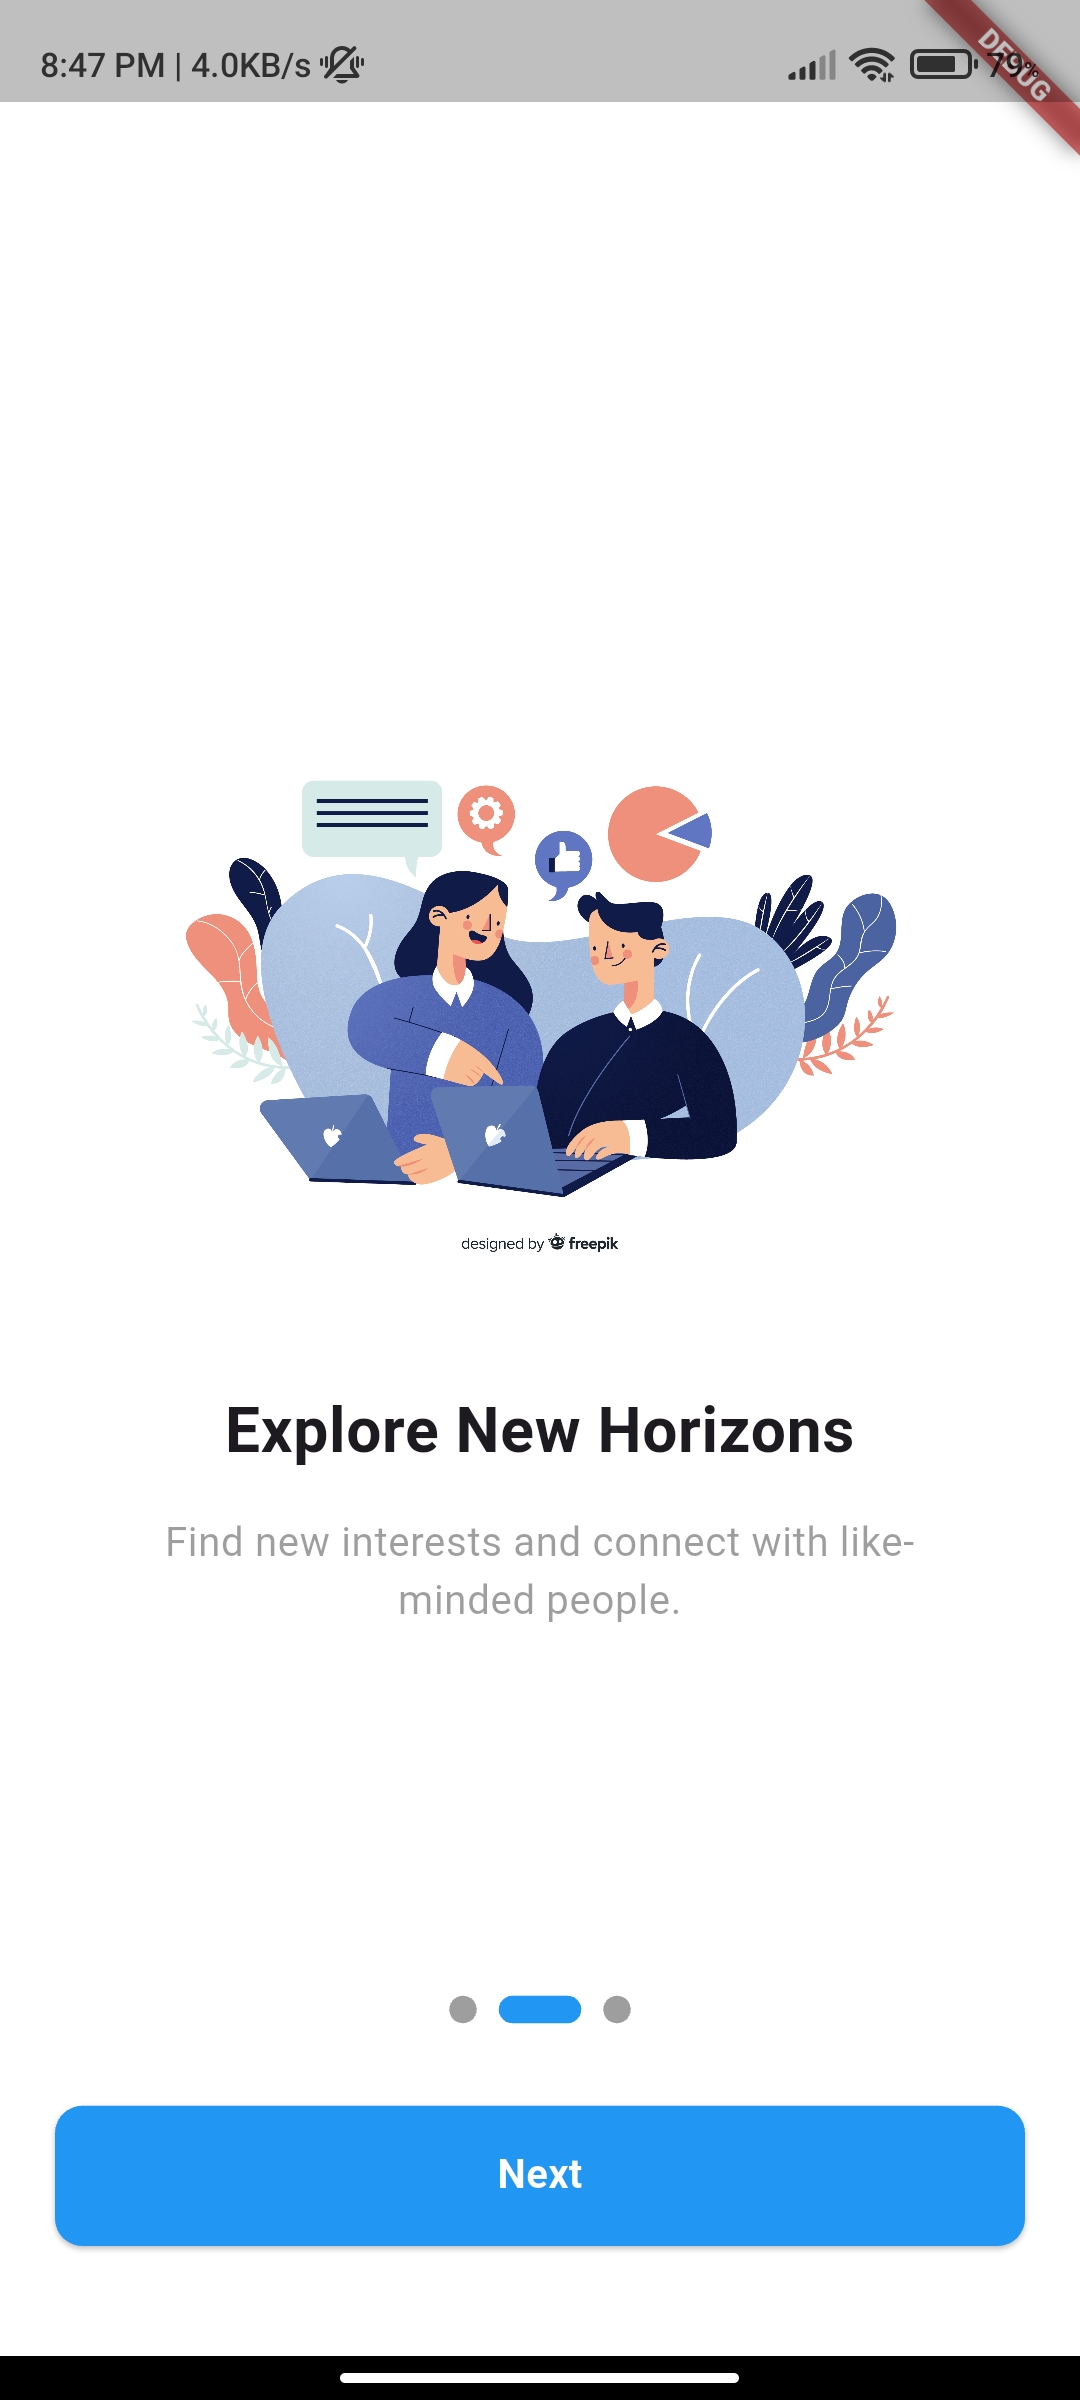 8:47 PM | 4.0KB/s
79%
DEBUG
designed by freepik
Explore New Horizons
Find new interests and connect with like-
minded people.
Next